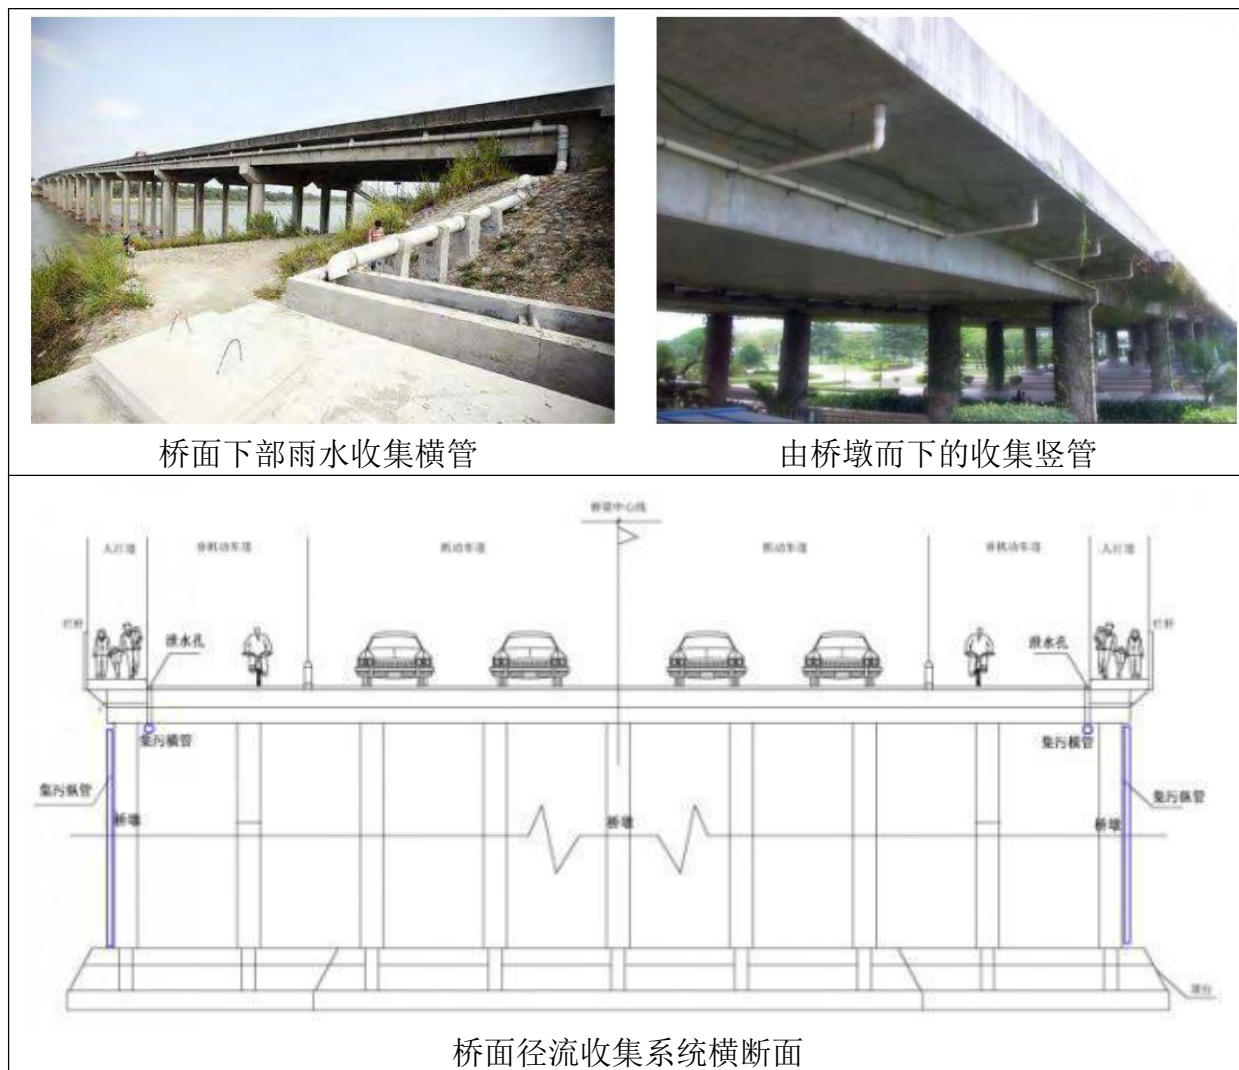 桥面下部雨水收集横管
由桥墩而下的收集竖管
桥梁中心线
人行道
非机动车道
机动车道
机动车道
非机动车道
人行道
栏杆
泄水孔
泄水孔
栏杆
集污横管
集污横管
集污纵管
集污纵管
桥墩
桥墩
桥墩
承台
桥面径流收集系统横断面